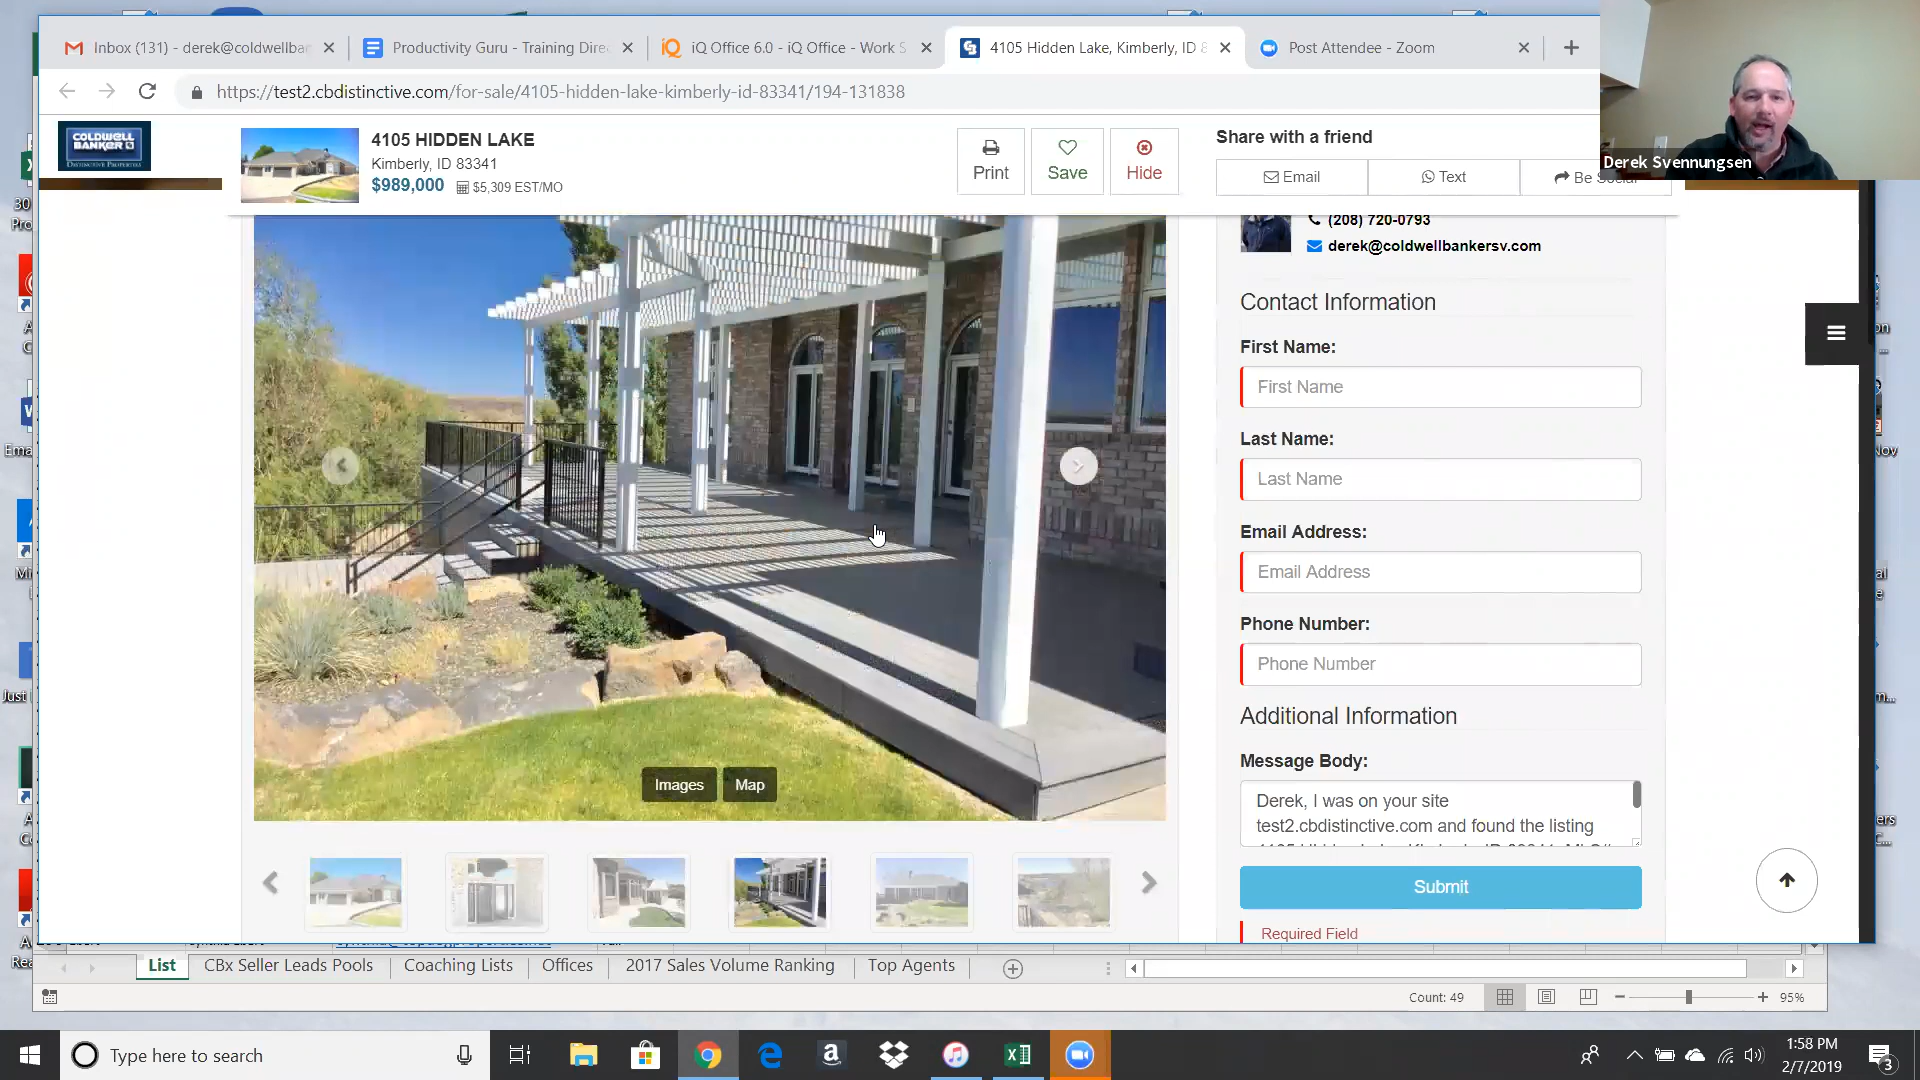 Inbox (131) - derek@coldwellba
Productivity Guru - Training Dire
iQ Office 6.0 - iQ Office - Work S
4105 Hidden Lake, Kimberly, ID 8
Post Attendee - Zoom
https://test2.cbdistinctive.com/for-sale/4105-hidden-lake-kimberly-id-83341/194-131838
COLDWELL
BANKER
DISTINCTIVE PROPERTIES
4105 HIDDEN LAKE
Kimberly, ID 83341
$989,000 $5,309 EST/MO
Print
Save
Hide
Share with a friend
Email
Text
Be Social
Derek Svennungsen
(208) 720-0793
derek@coldwellbankersv.com
Contact Information
First Name:
First Name
Last Name:
Last Name
Email Address:
Email Address
Phone Number:
Phone Number
Additional Information
Message Body:
Derek, I was on your site
test2.cbdistinctive.com and found the listing
Submit
Required Field
Images
Map
List
CBx Seller Leads Pools
Coaching Lists
Offices
2017 Sales Volume Ranking
Top Agents
Count: 49
95%
Type here to search
1:58 PM
2/7/2019
3